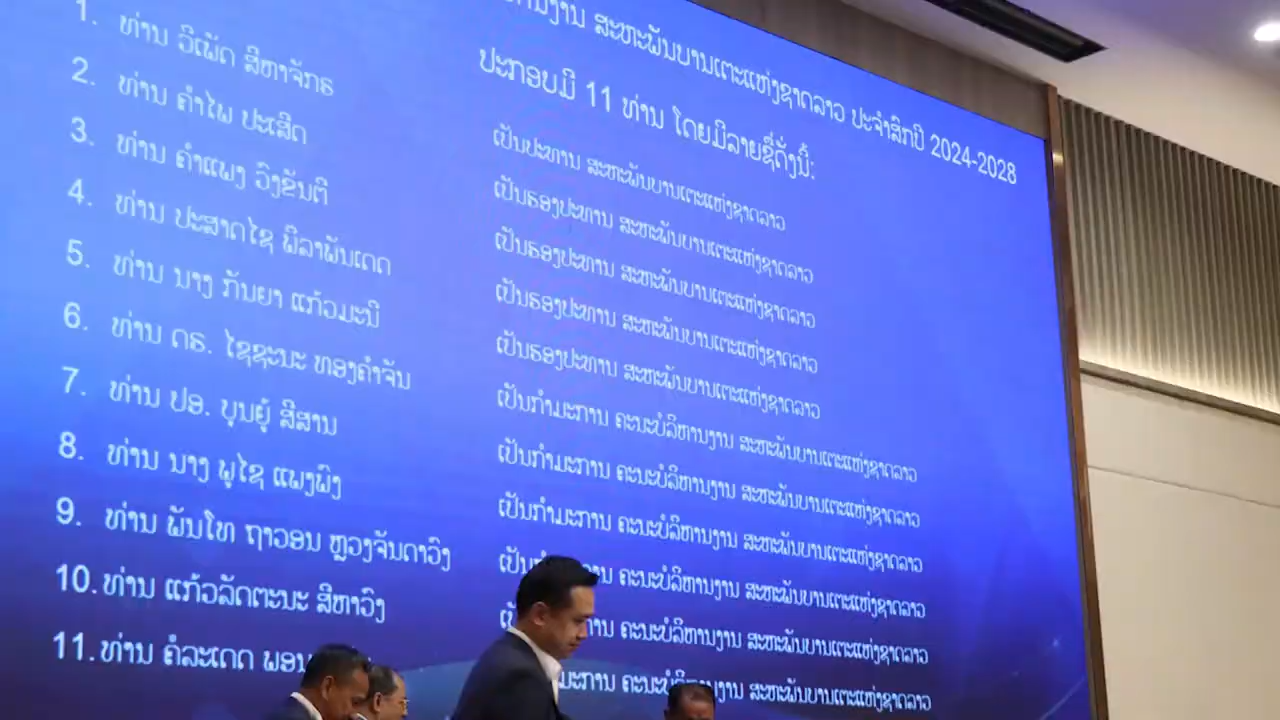 ສະຫະພັນບານເຕະແຫ່ງຊາດລາວ ປະຈຳສົກປີ 2024-2028
ປະກອບມີ 11 ທ່ານ ໂດຍມີລາຍຊື່ດັ່ງນີ້:
1. ທ່ານ ວີເພັດ ສີຫາຈັກຣ ເປັນປະທານ ສະຫະພັນບານເຕະແຫ່ງຊາດລາວ
2. ທ່ານ ຄຳໄພ ປະເສີດ ເປັນຮອງປະທານ ສະຫະພັນບານເຕະແຫ່ງຊາດລາວ
3. ທ່ານ ຄຳແພງ ວົງຂັນຕີ ເປັນຮອງປະທານ ສະຫະພັນບານເຕະແຫ່ງຊາດລາວ
4. ທ່ານ ປະສາດໄຊ ພິລາພັນເດດ ເປັນຮອງປະທານ ສະຫະພັນບານເຕະແຫ່ງຊາດລາວ
5. ທ່ານ ນາງ ກັນຍາ ແກ້ວມະນີ ເປັນຮອງປະທານ ສະຫະພັນບານເຕະແຫ່ງຊາດລາວ
6. ທ່ານ ດຣ. ໄຊຊະນະ ທອງຄຳຈັນ ເປັນກຳມະການ ຄະນະບໍລິຫານງານ ສະຫະພັນບານເຕະແຫ່ງຊາດລາວ
7. ທ່ານ ປອ. ບຸນຍູ້ ສີສານ ເປັນກຳມະການ ຄະນະບໍລິຫານງານ ສະຫະພັນບານເຕະແຫ່ງຊາດລາວ
8. ທ່ານ ນາງ ພູໄຊ ແພງພົງ ເປັນກຳມະການ ຄະນະບໍລິຫານງານ ສະຫະພັນບານເຕະແຫ່ງຊາດລາວ
9. ທ່ານ ພັນໂທ ຖາວອນ ຫຼວງຈັນດາວົງ ຄະນະບໍລິຫານງານ ສະຫະພັນບານເຕະແຫ່ງຊາດລາວ
10. ທ່ານ ແກ້ວລັດຕະນະ ສີຫາວົງ ຄະນະບໍລິຫານງານ ສະຫະພັນບານເຕະແຫ່ງຊາດລາວ
11. ທ່ານ ຄໍລະເດດ ຄະນະບໍລິຫານງານ ສະຫະພັນບານເຕະແຫ່ງຊາດລາວ